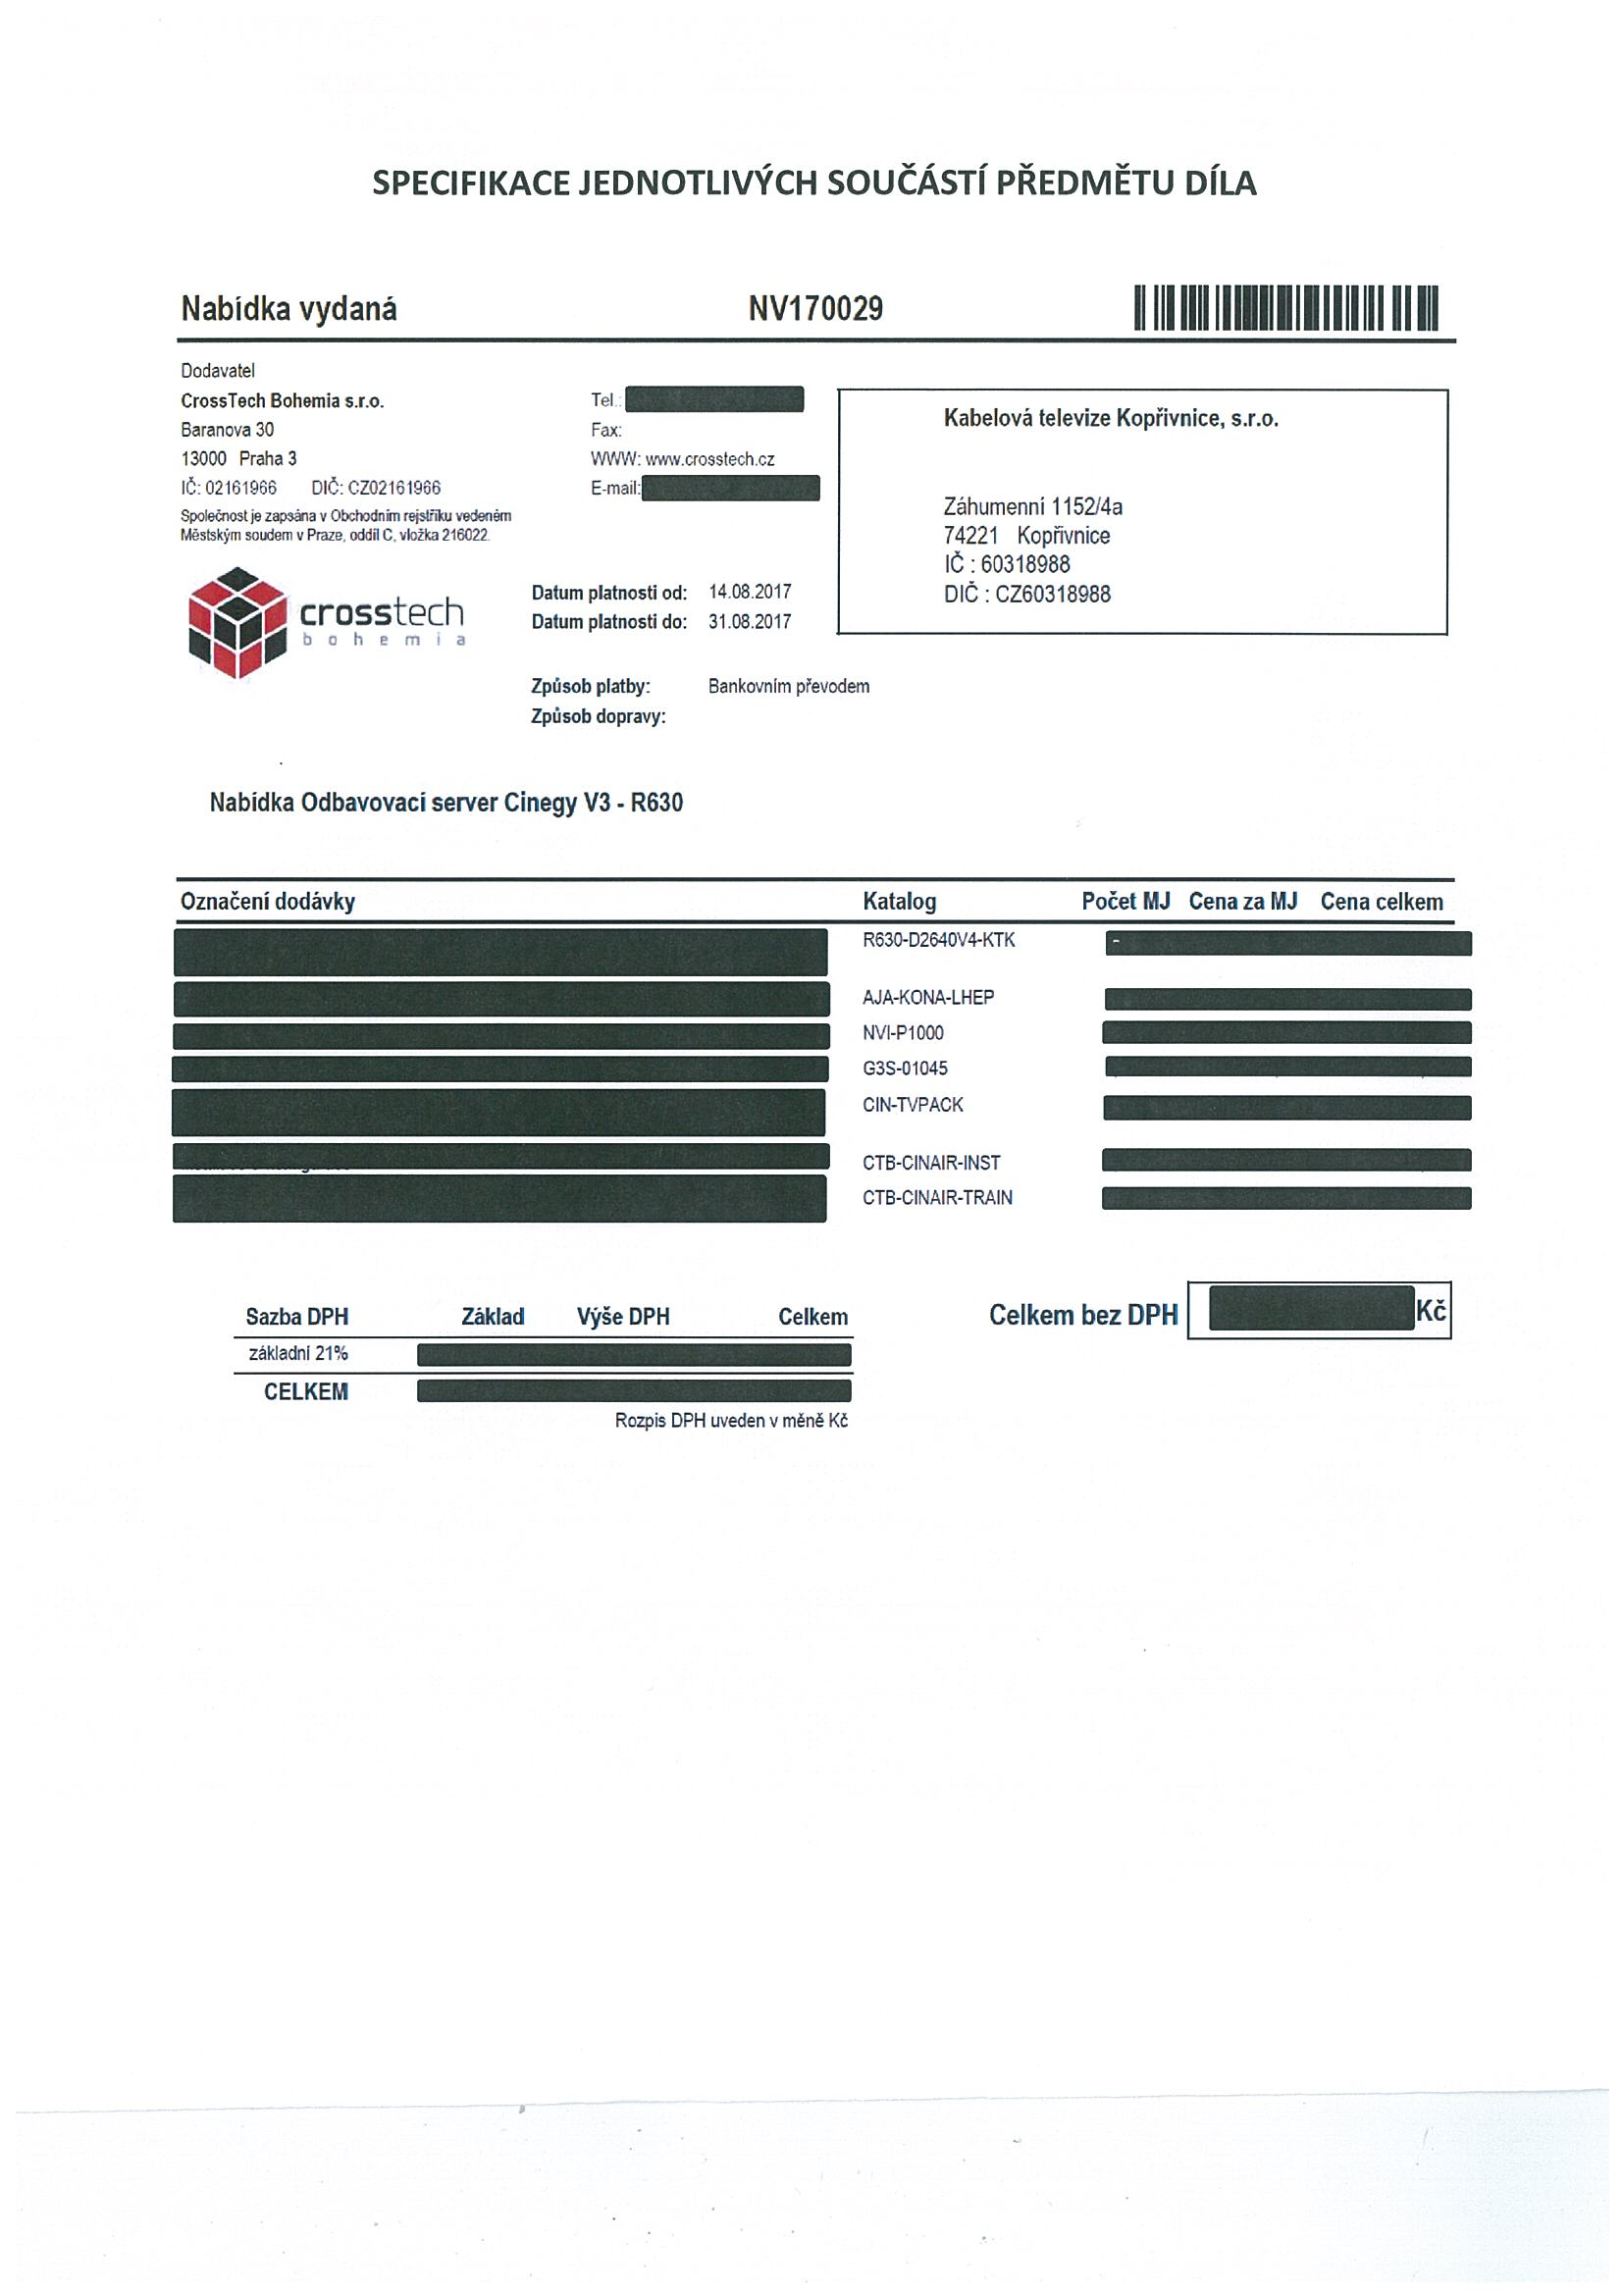 SPECIFIKACE JEDNOTLIVÝCH SOUČÁSTÍ PŘEDMĚTU DÍLA
Nabídka vydaná NV170029
Dodavatel
CrossTech Bohemia s.r.o.
Baranova 30
13000 Praha 3
IČ: 02161966 DIČ: CZ02161966
Společnost je zapsána v Obchodním rejstříku vedeném
Městským soudem v Praze, oddíl C, vložka 216022.
Tel.:
Fax:
WWW: www.crosstech.cz
E-mail:
Kabelová televize Kopřivnice, s.r.o.
Záhumenní 1152/4a
74221 Kopřivnice
IČ : 60318988
DIČ : CZ60318988
crosstech
bohemia
Datum platnosti od: 14.08.2017
Datum platnosti do: 31.08.2017
Způsob platby: Bankovním převodem
Způsob dopravy:
Nabídka Odbavovací server Cinegy V3 - R630
Označení dodávky Katalog Počet MJ Cena za MJ Cena celkem
R630-D2640V4-KTK
AJA-KONA-LHEP
NVI-P1000
G3S-01045
CIN-TVPACK
CTB-CINAIR-INST
CTB-CINAIR-TRAIN
Sazba DPH Základ Výše DPH Celkem
základní 21%
CELKEM
Rozpis DPH uveden v měně Kč
Celkem bez DPH Kč